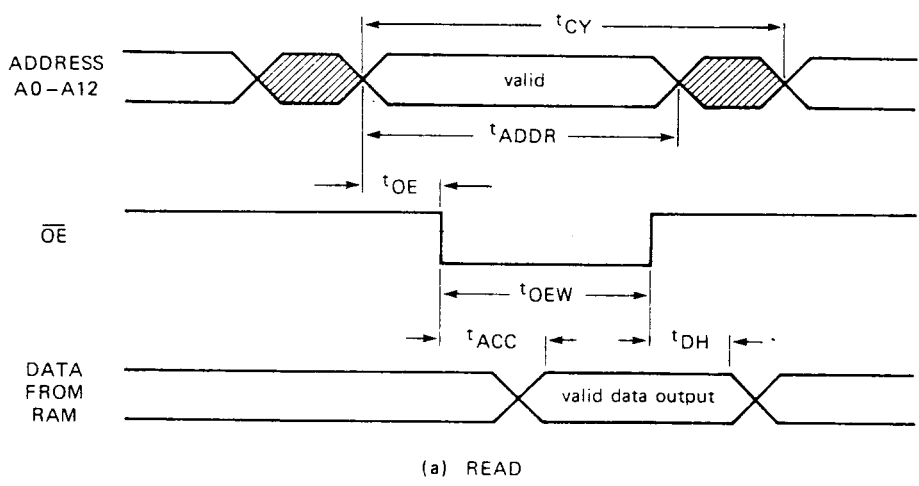 tCY
ADDRESS
A0–A12
valid
tADDR
tOE
OE
tOEW
tACC
tDH
DATA
FROM
RAM
valid data output
(a) READ